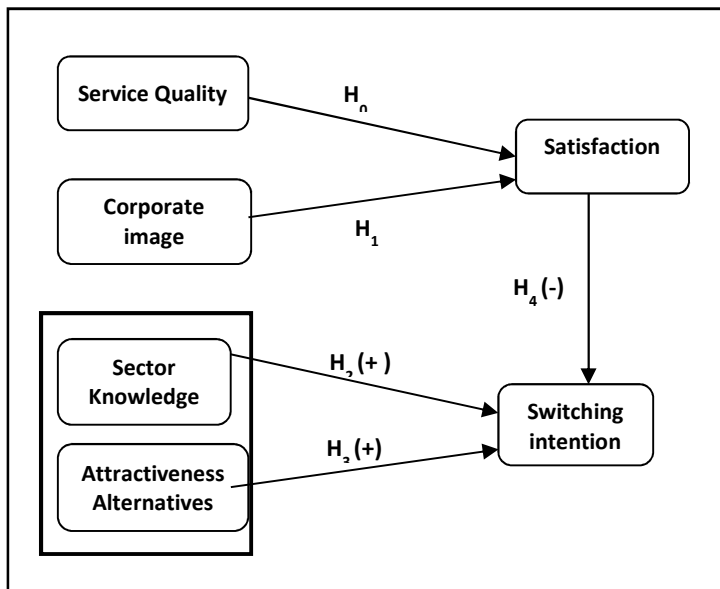 Service Quality
H₀
Satisfaction
Corporate
image
H₁
H₄ (-)
Sector
Knowledge
H₂ (+ )
Switching
intention
Attractiveness
Alternatives
H₃ (+)